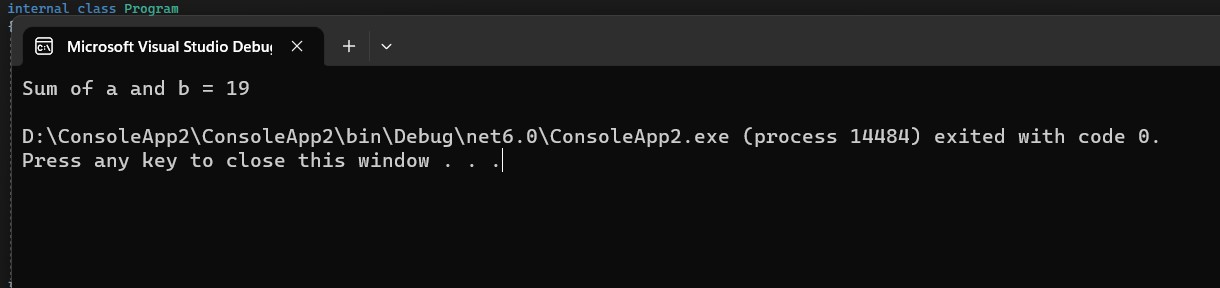 internal class Program
Microsoft Visual Studio Debug
Sum of a and b = 19
D:\ConsoleApp2\ConsoleApp2\bin\Debug\net6.0\ConsoleApp2.exe (process 14484) exited with code 0.
Press any key to close this window . . .